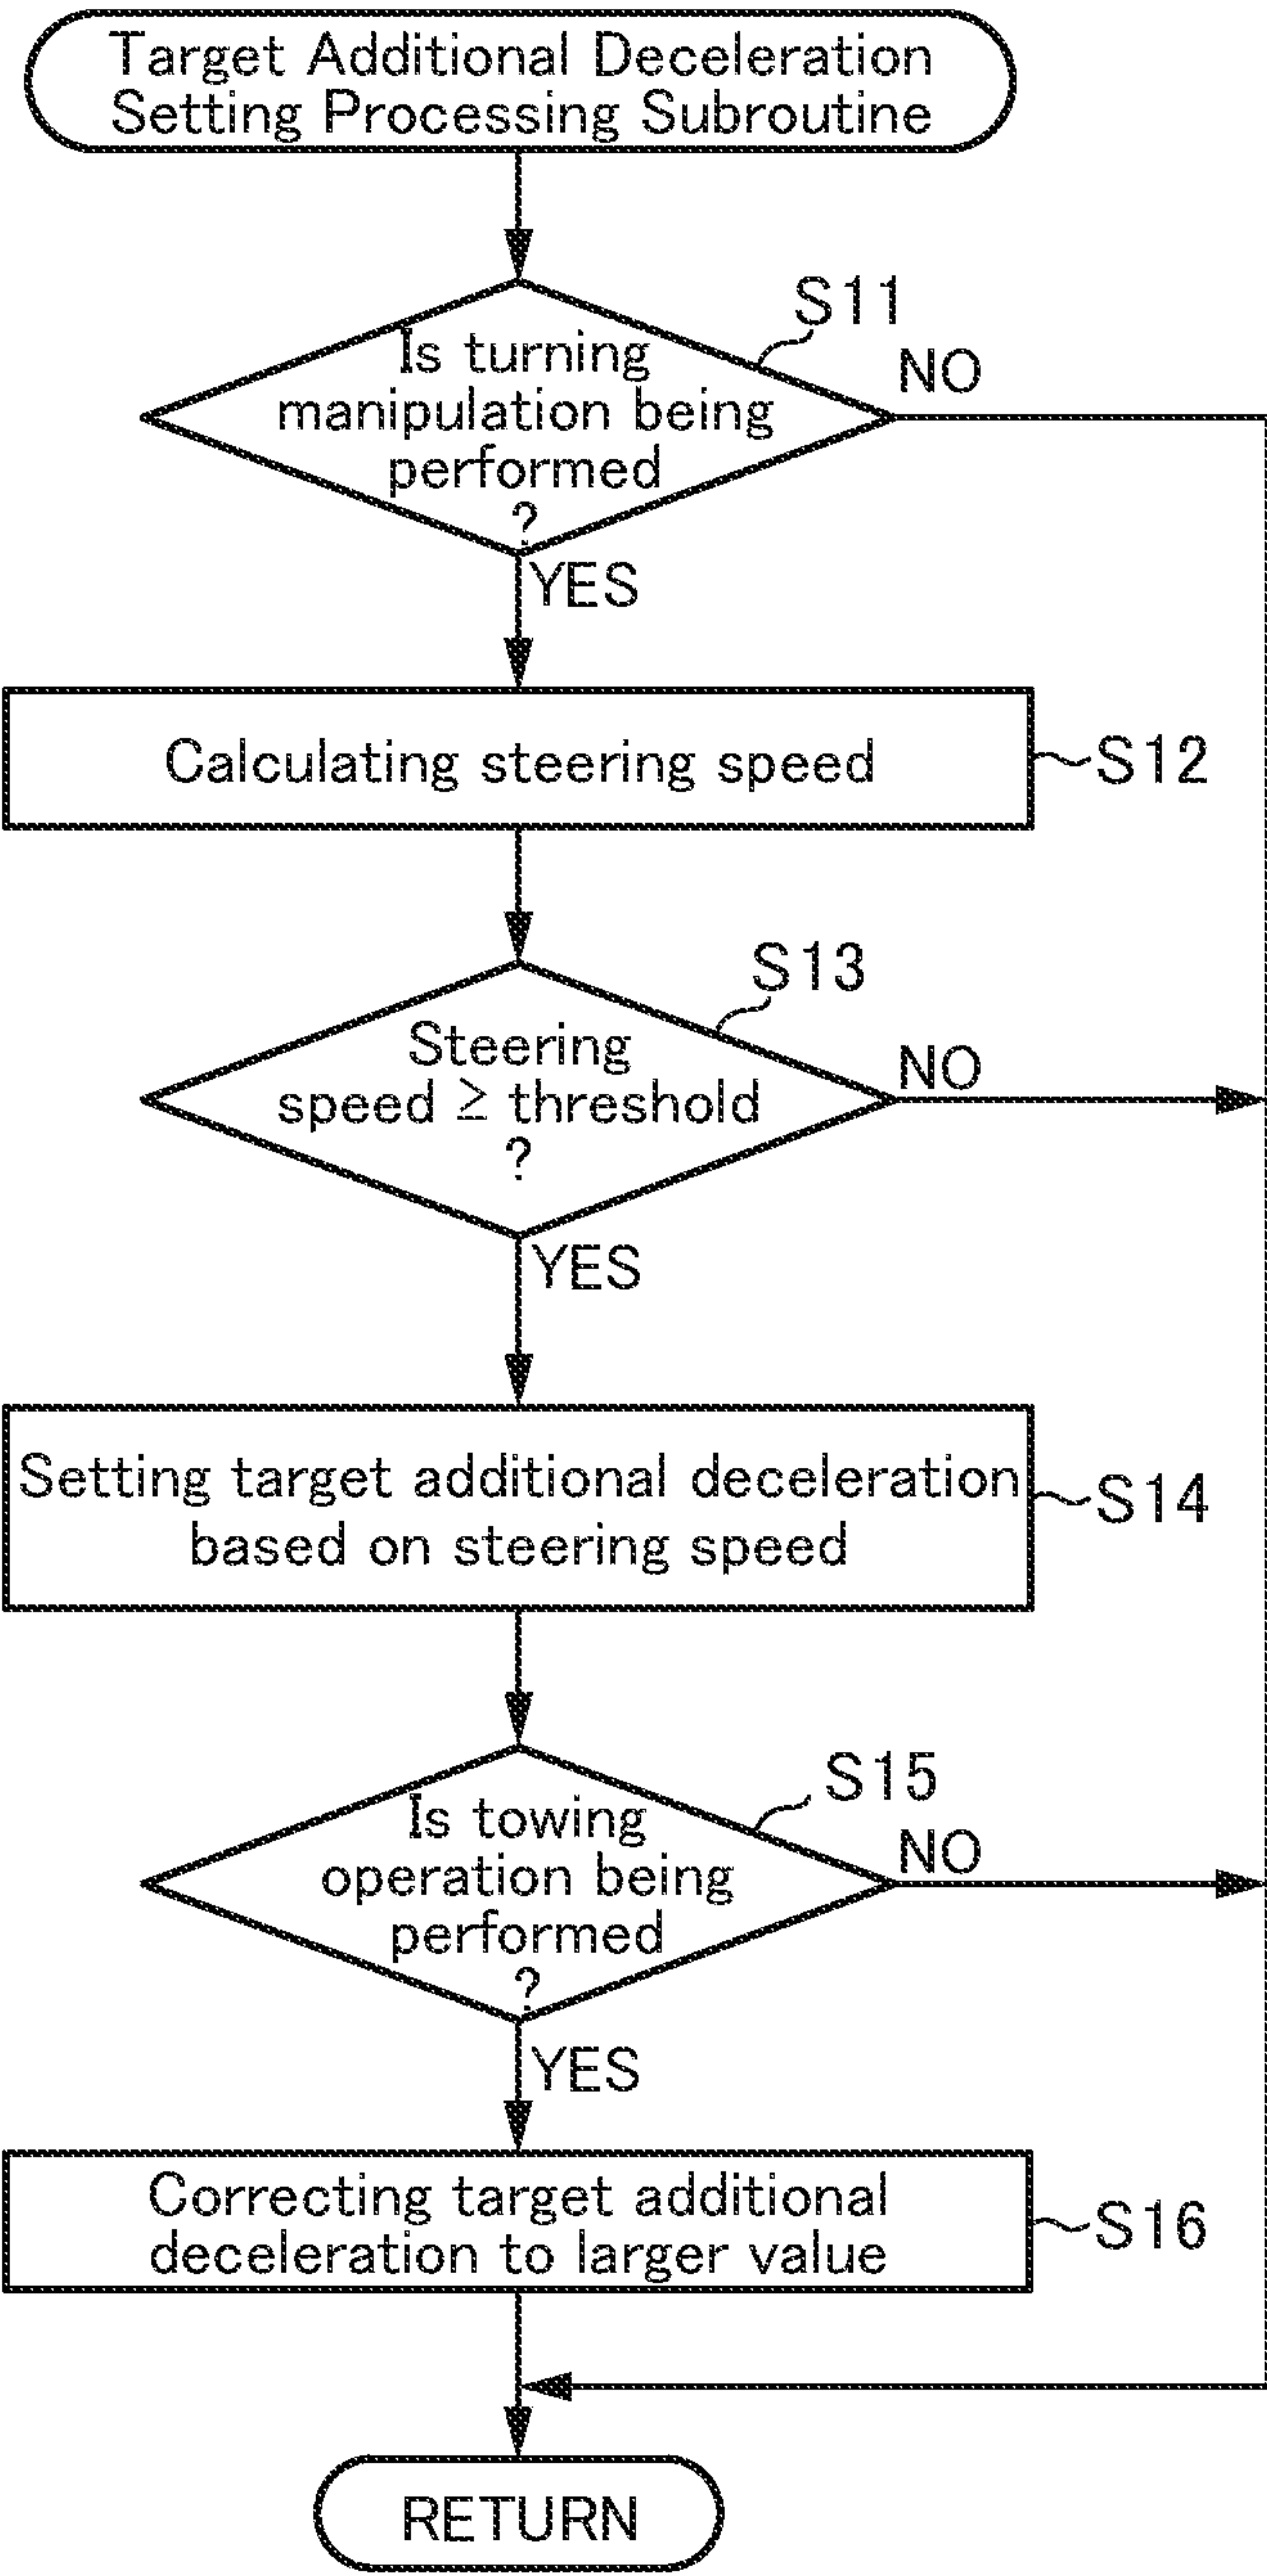 Target Additional Deceleration
Setting Processing Subroutine
S11
Is turning
manipulation being
performed
?
NO
YES
Calculating steering speed
S12
S13
Steering
speed ≥ threshold
?
NO
YES
Setting target additional deceleration
based on steering speed
S14
S15
Is towing
operation being
performed
?
NO
YES
Correcting target additional
deceleration to larger value
S16
RETURN